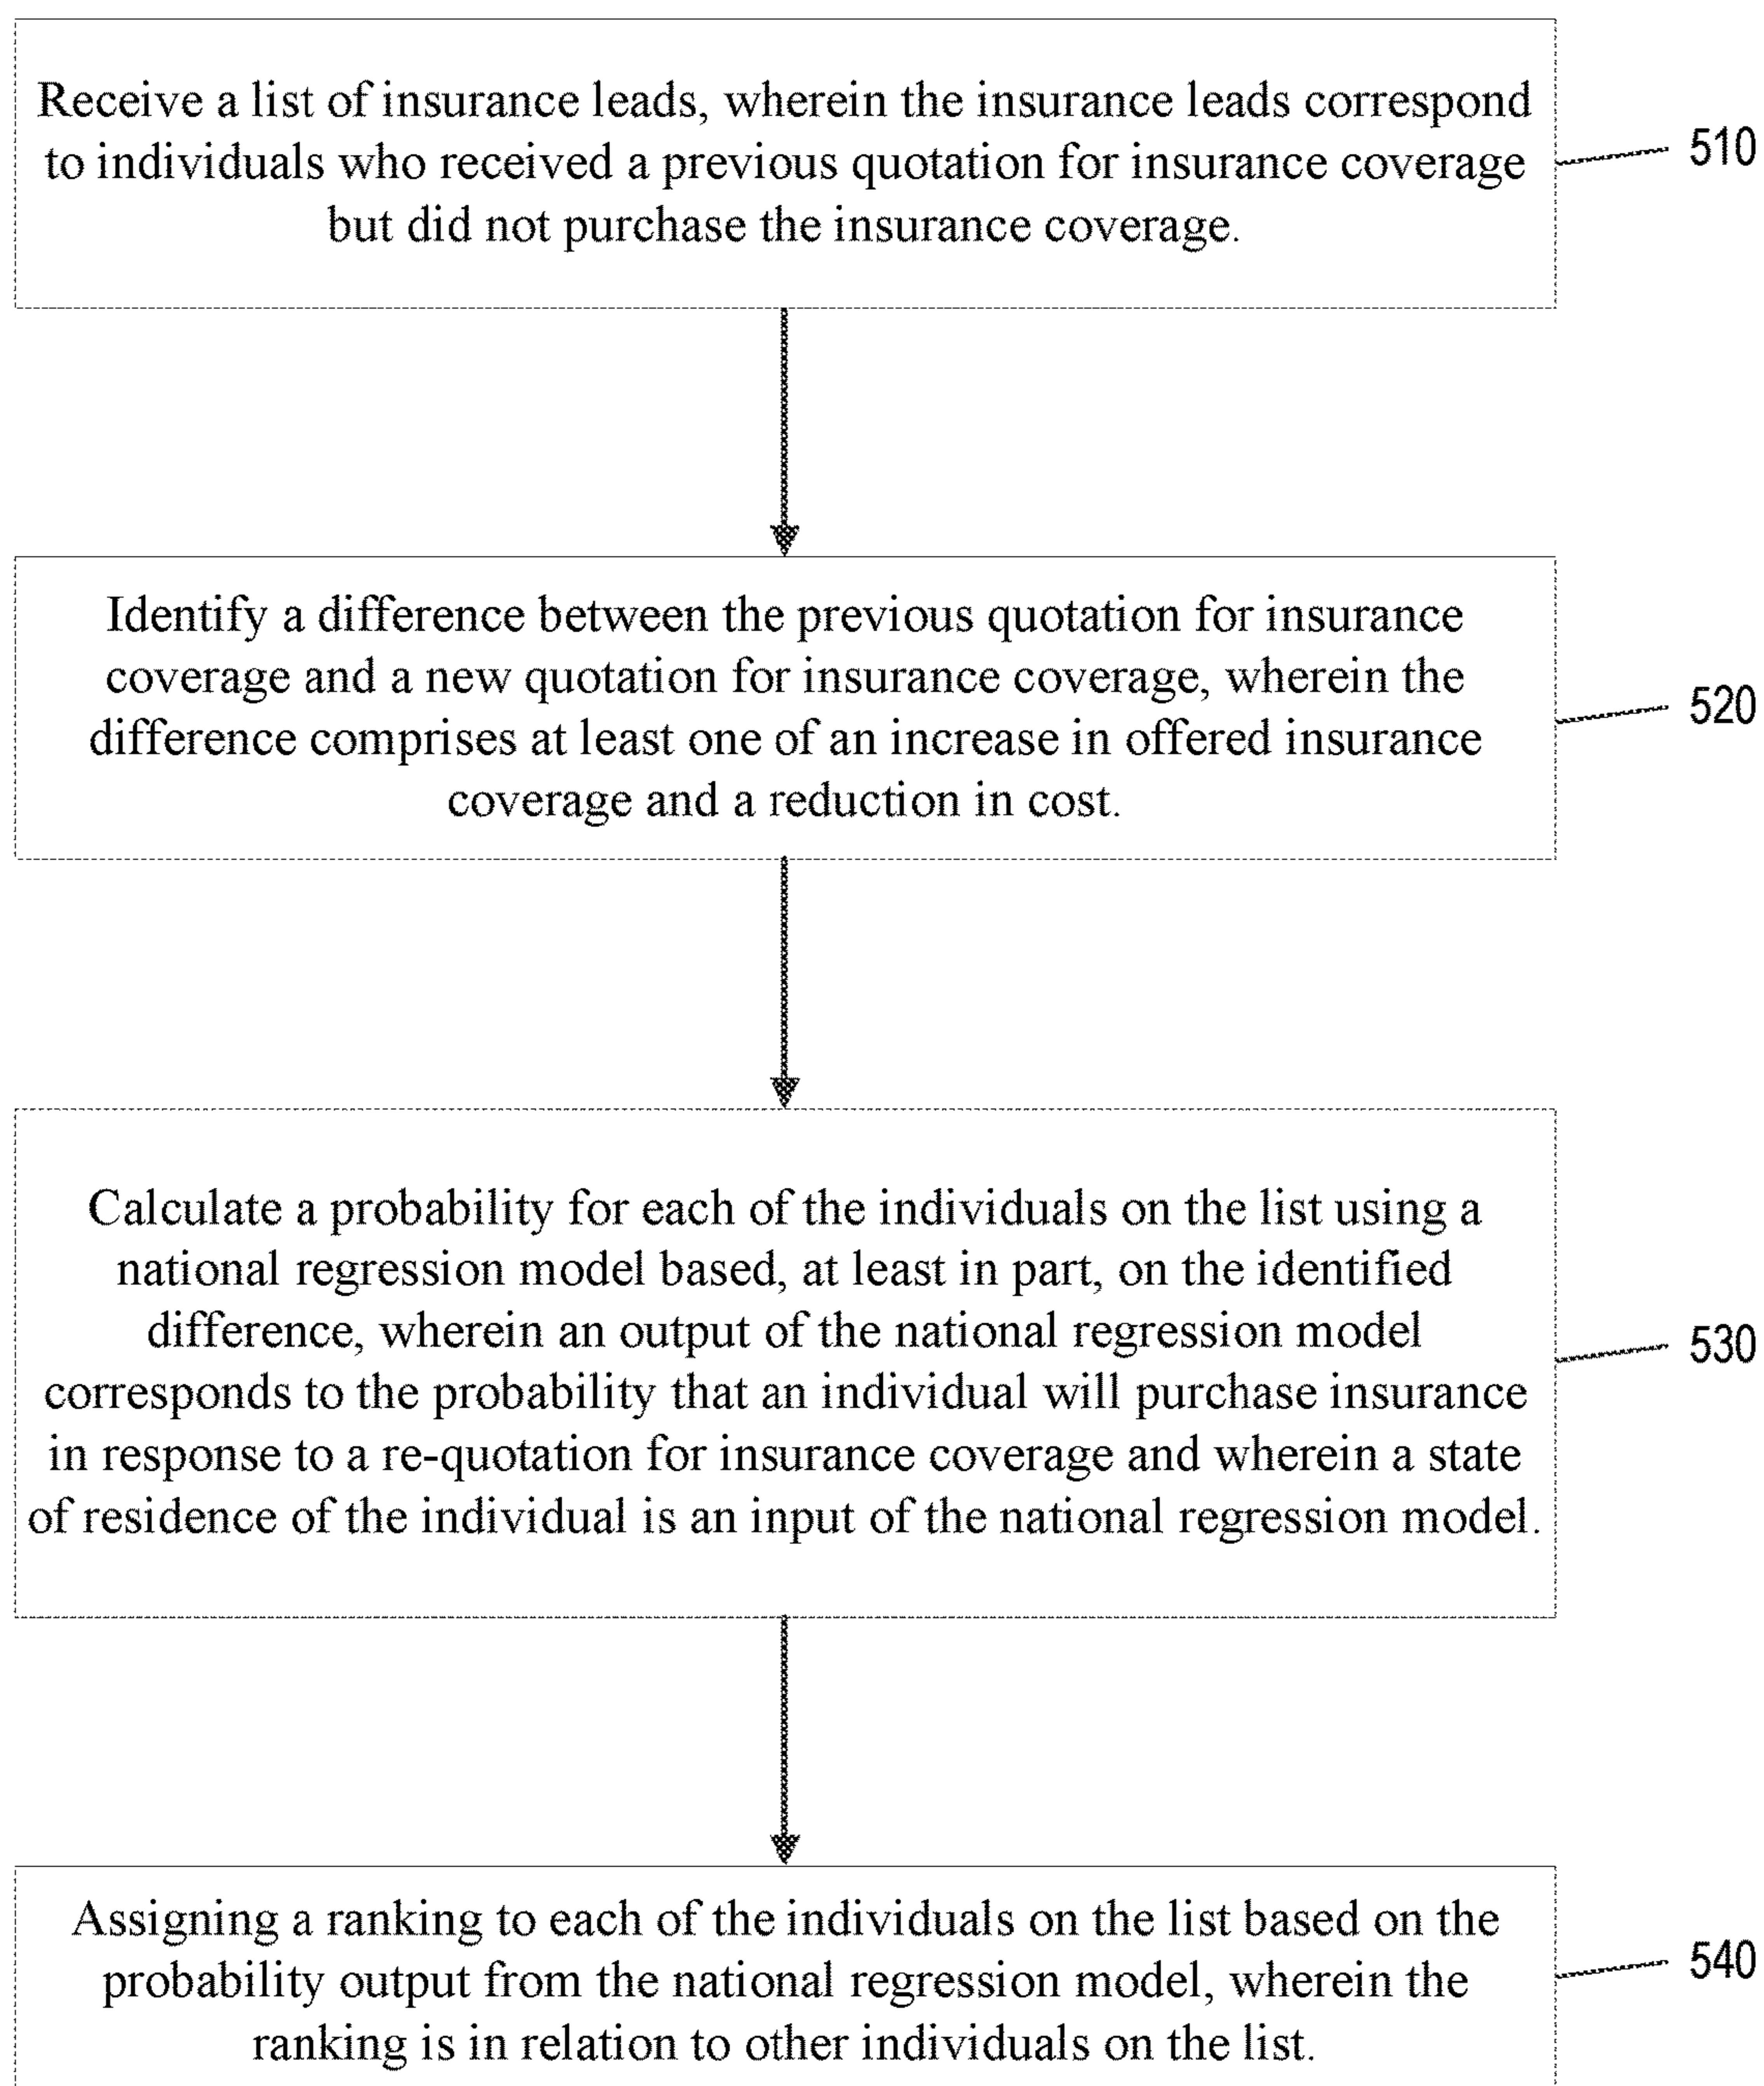 Receive a list of insurance leads, wherein the insurance leads correspond
to individuals who received a previous quotation for insurance coverage
but did not purchase the insurance coverage.
510
Identify a difference between the previous quotation for insurance
coverage and a new quotation for insurance coverage, wherein the
difference comprises at least one of an increase in offered insurance
coverage and a reduction in cost.
520
Calculate a probability for each of the individuals on the list using a
national regression model based, at least in part, on the identified
difference, wherein an output of the national regression model
corresponds to the probability that an individual will purchase insurance
in response to a re-quotation for insurance coverage and wherein a state
of residence of the individual is an input of the national regression model.
530
Assigning a ranking to each of the individuals on the list based on the
probability output from the national regression model, wherein the
ranking is in relation to other individuals on the list.
540